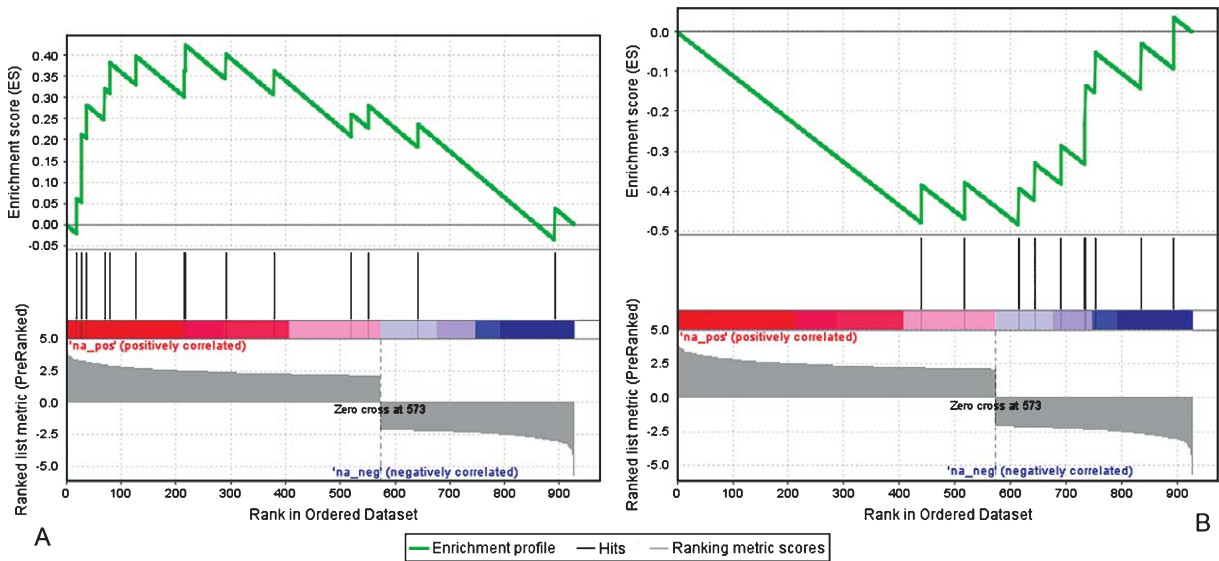 Enrichment score (ES)
0.40
0.35
0.30
0.25
0.20
0.15
0.10
0.05
0.00
-0.05
Ranked list metric (PreRanked)
5.0
2.5
0.0
-2.5
-5.0
'na_pos' (positively correlated)
Zero cross at 573
'na_neg' (negatively correlated)
0 100 200 300 400 500 600 700 800 900
Rank in Ordered Dataset
A
Enrichment score (ES)
0.0
-0.1
-0.2
-0.3
-0.4
-0.5
Ranked list metric (PreRanked)
5.0
2.5
0.0
-2.5
-5.0
'na_pos' (positively correlated)
Zero cross at 573
'na_neg' (negatively correlated)
0 100 200 300 400 500 600 700 800 900
Rank in Ordered Dataset
B
Enrichment profile Hits Ranking metric scores